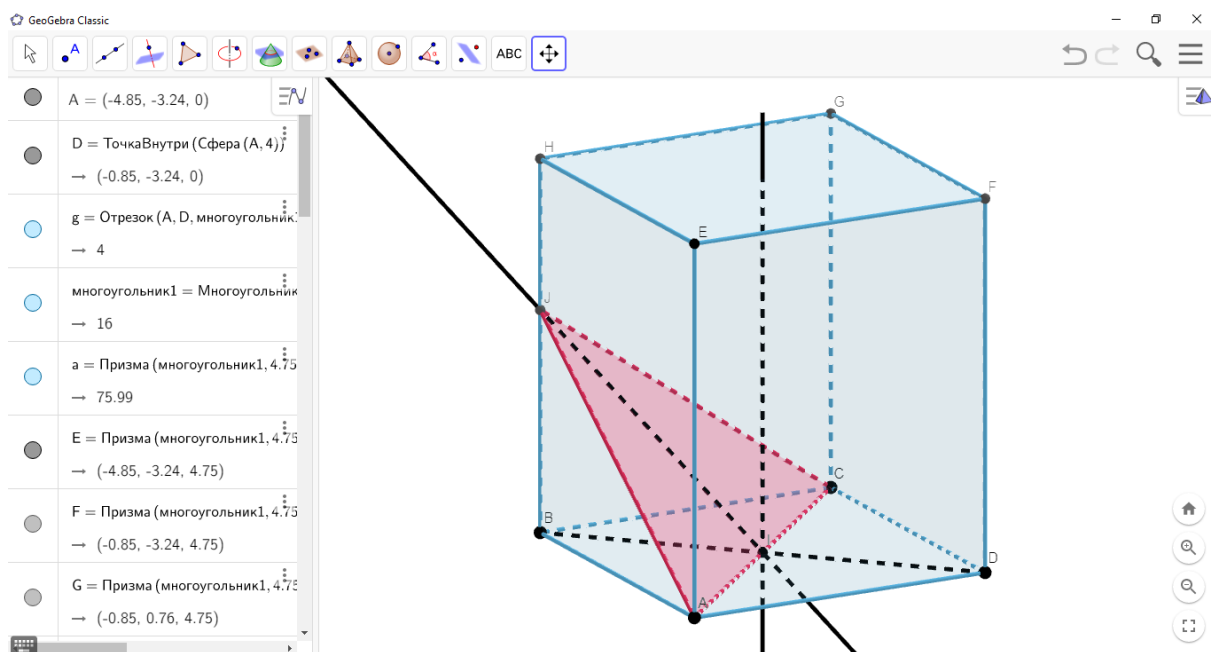 GeoGebra Classic
A
ABC
A = (-4.85, -3.24, 0)
D = ТочкаВнутри (Сфера (A, 4))
→ (-0.85, -3.24, 0)
g = Отрезок (A, D, многоугольник
→ 4
многоугольник1 = Многоугольник
→ 16
a = Призма (многоугольник1, 4.75
→ 75.99
E = Призма (многоугольник1, 4.75
→ (-4.85, -3.24, 4.75)
F = Призма (многоугольник1, 4.75
→ (-0.85, -3.24, 4.75)
G = Призма (многоугольник1, 4.75
→ (-0.85, 0.76, 4.75)
G
H
F
E
J
C
B
I
D
A